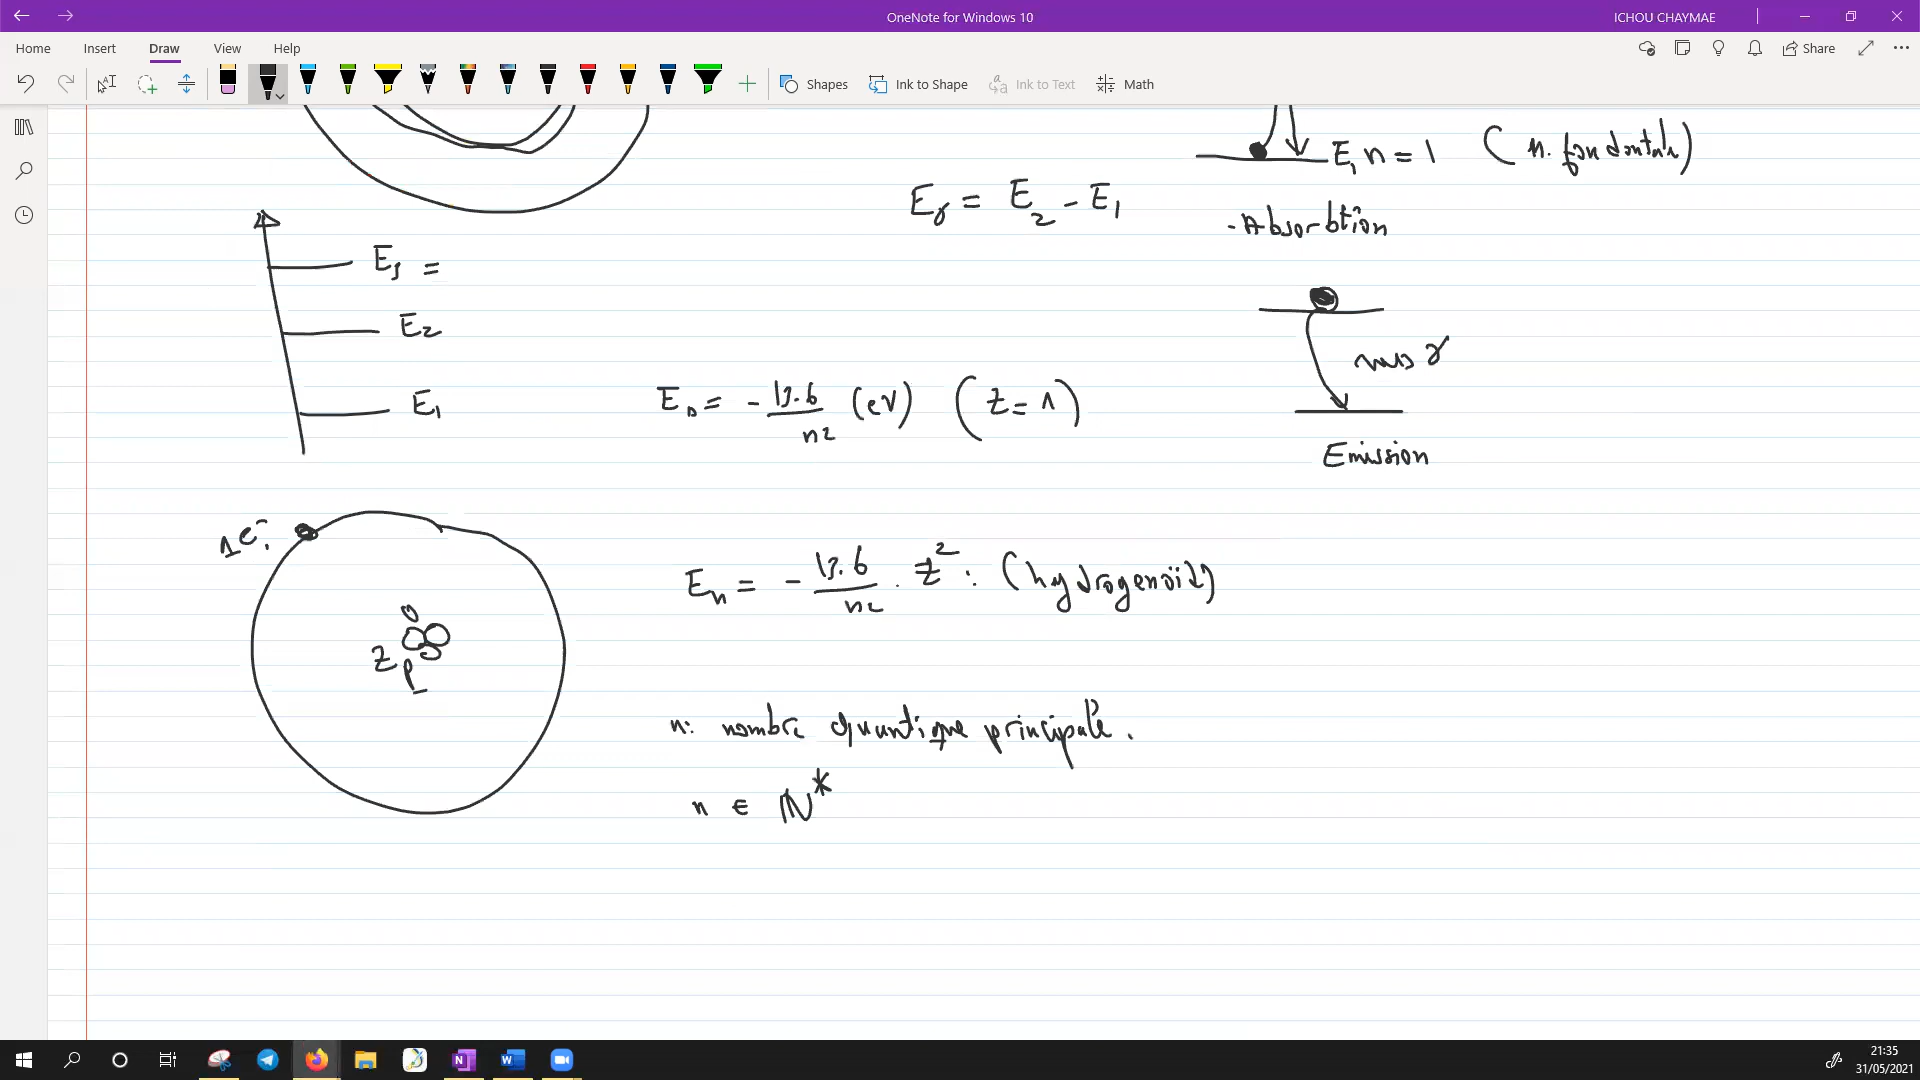 OneNote for Windows 10
ICHOU CHAYMAE
Home Insert Draw View Help
Share
Shapes Ink to Shape Ink to Text Math
E₁ n = 1
Eγ = E₂ - E₁
- Absorbtion
E₃ =
E₂
E₁
Eₙ = - 13.6 / n² (eV) (Z = 1)
γ
Emission
1e⁻
Z
p
Eₙ = - 13.6 / n² . Z² : (hydrogenoïd)
n: nombre quantique principale.
n ∈ ℕ*
21:35
31/05/2021